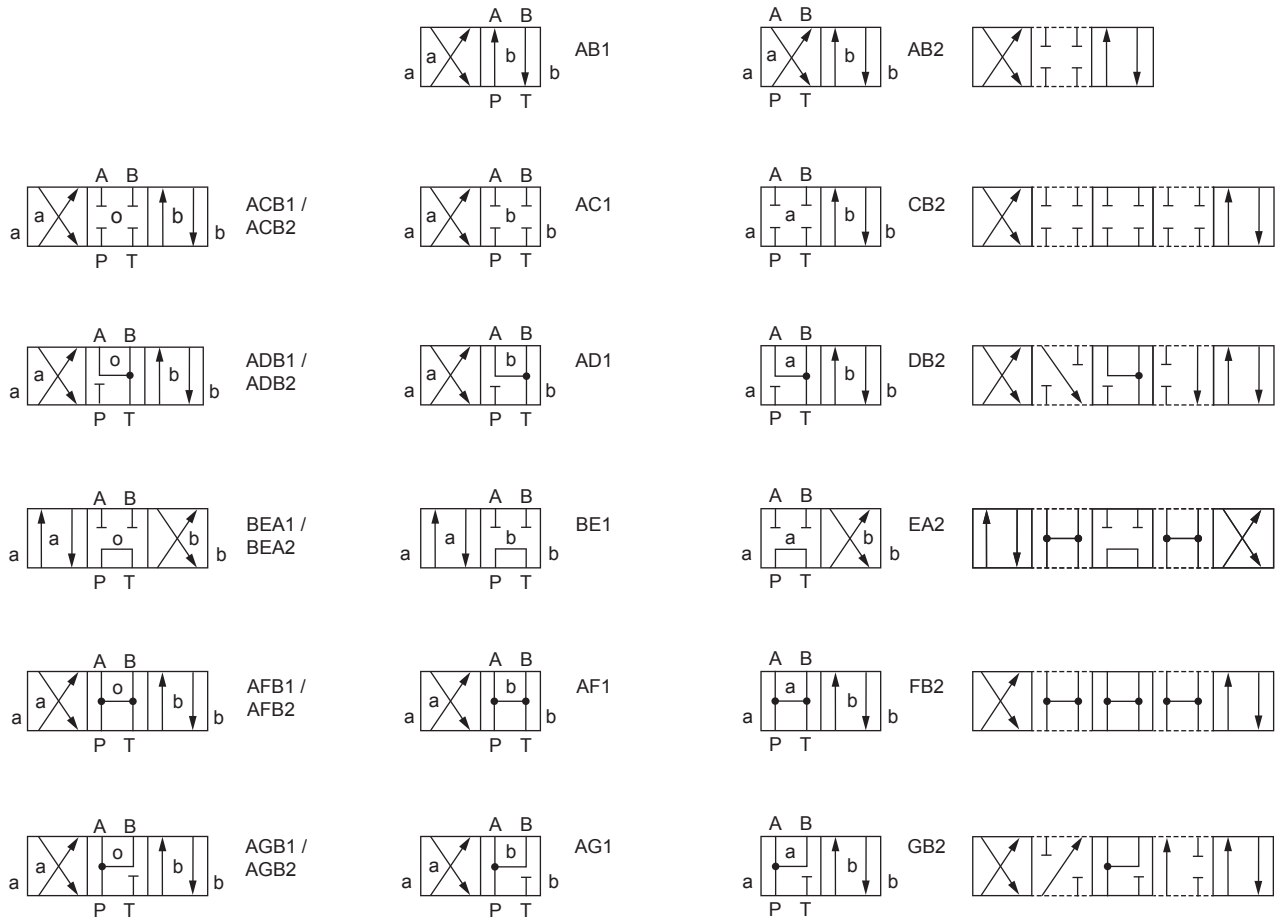 A B A B
a b AB1 a b AB2
a b b
P T P T
A B A B A B
ACB1 / AC1 CB2
a o b b a b
ACB2
a b a b a b
P T P T P T
A B A B A B
o b a
ADB1 / AD1 DB2
a b a b
ADB2
a b a b a b
P T P T P T
A B A B A B
BEA1 / BE1 EA2
a o b a b a b
BEA2
a b a b a b
P T P T P T
A B A B A B
o b a
AFB1 / AF1 FB2
a b a b
AFB2
a b a b a b
P T P T P T
A B A B A B
o b a
AGB1 / AG1 GB2
a b a b
AGB2
a b a b a b
P T P T P T